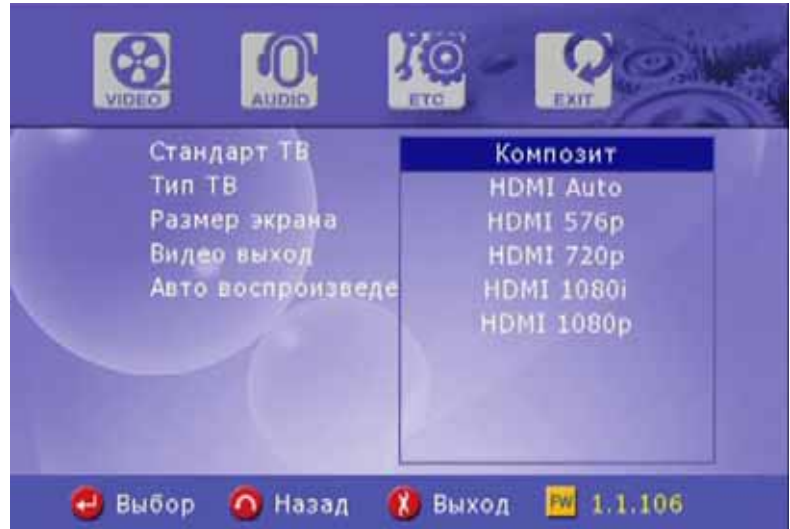 VIDEO AUDIO ETC EXIT
Стандарт ТВ Композит
Тип ТВ HDMI Auto
Размер экрана HDMI 576p
Видео выход HDMI 720p
Авто воспроизведе HDMI 1080i
HDMI 1080p
Выбор Назад Выход FW 1.1.106